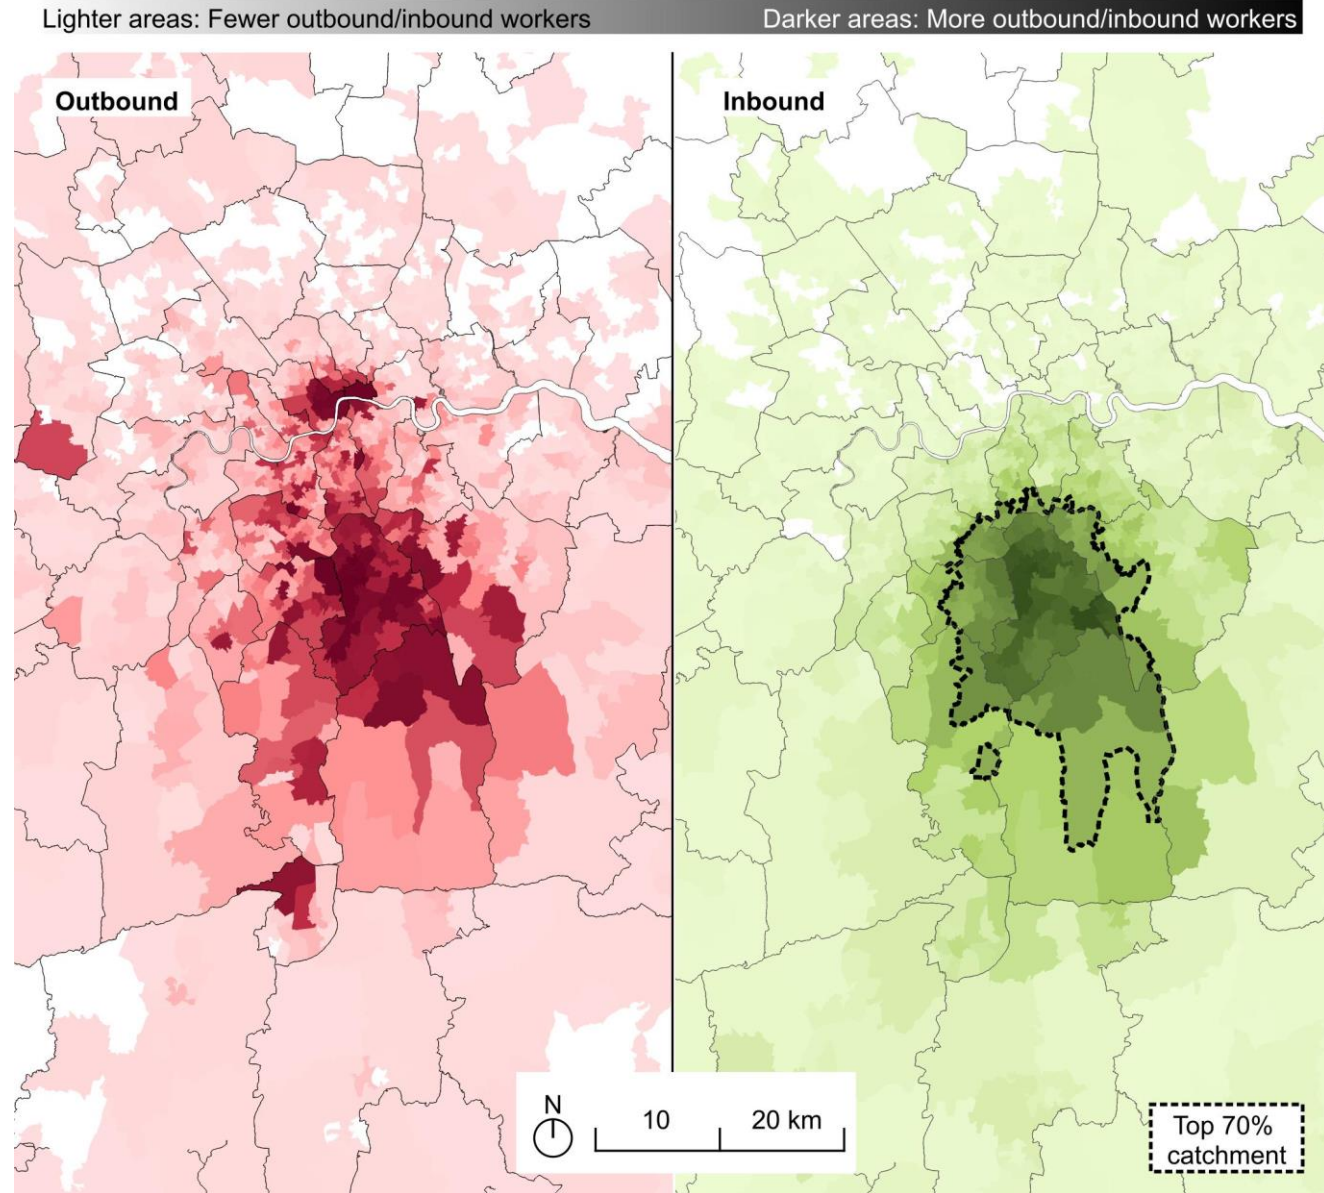 Lighter areas: Fewer outbound/inbound workers
Darker areas: More outbound/inbound workers
Outbound
Inbound
N
10
20 km
Top 70%
catchment